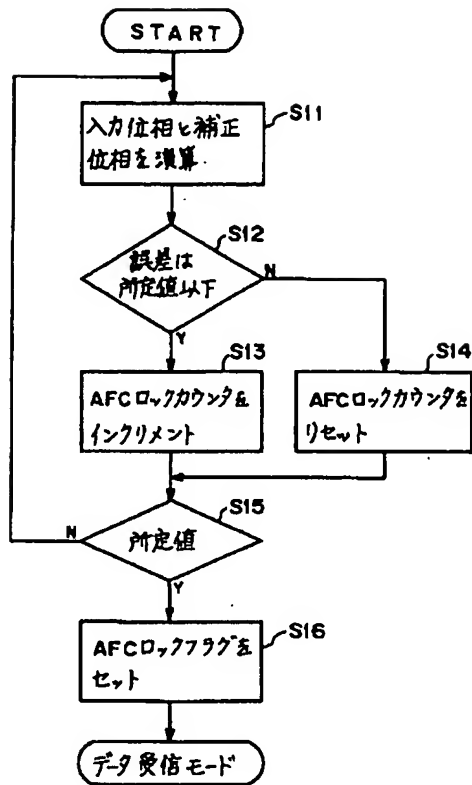 START
入力位相と補正
位相を演算.
S11
誤差は
所定値以下
S12
N
Y
AFCロックカウンタを
インクリメント
S13
AFCロックカウンタを
リセット
S14
所定値
S15
N
Y
AFCロックフラグを
セット
S16
データ受信モード